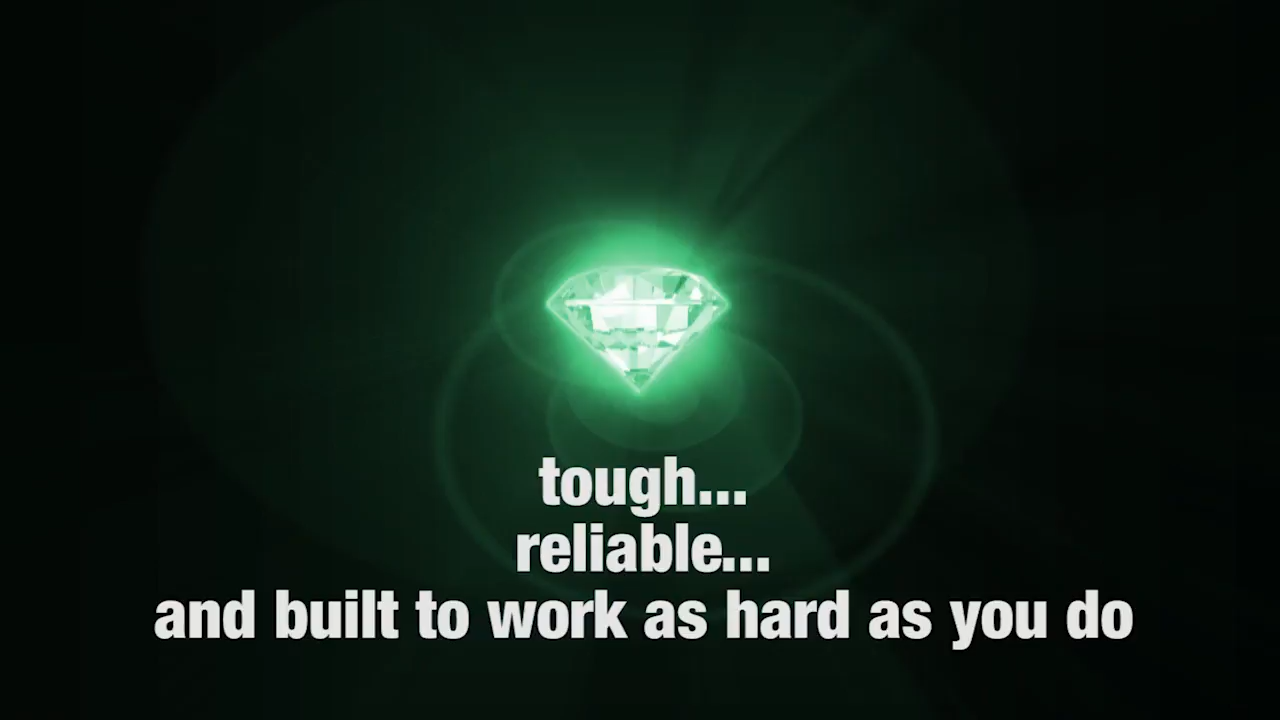 tough...
reliable...
and built to work as hard as you do